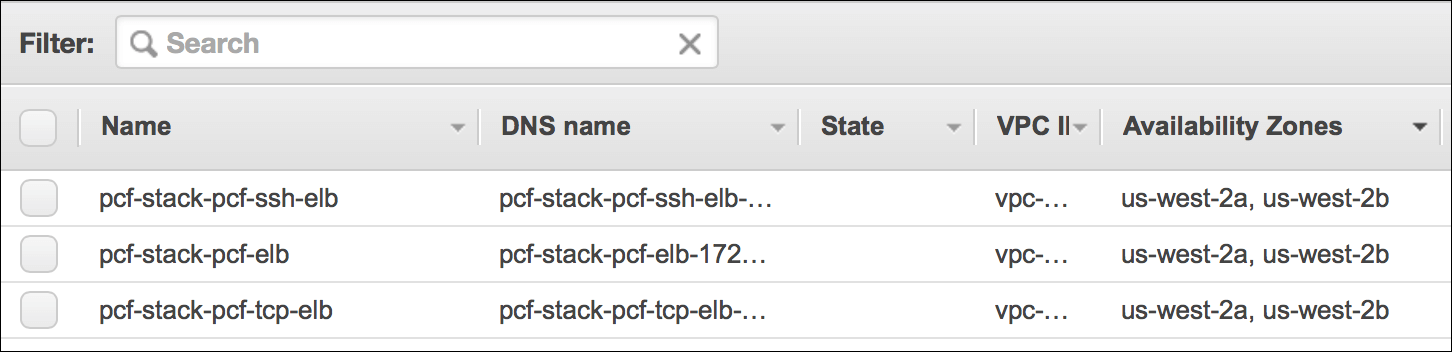 Filter: Search
Name DNS name State VPC II Availability Zones
pcf-stack-pcf-ssh-elb pcf-stack-pcf-ssh-elb-… vpc-… us-west-2a, us-west-2b
pcf-stack-pcf-elb pcf-stack-pcf-elb-172… vpc-… us-west-2a, us-west-2b
pcf-stack-pcf-tcp-elb pcf-stack-pcf-tcp-elb-… vpc-… us-west-2a, us-west-2b